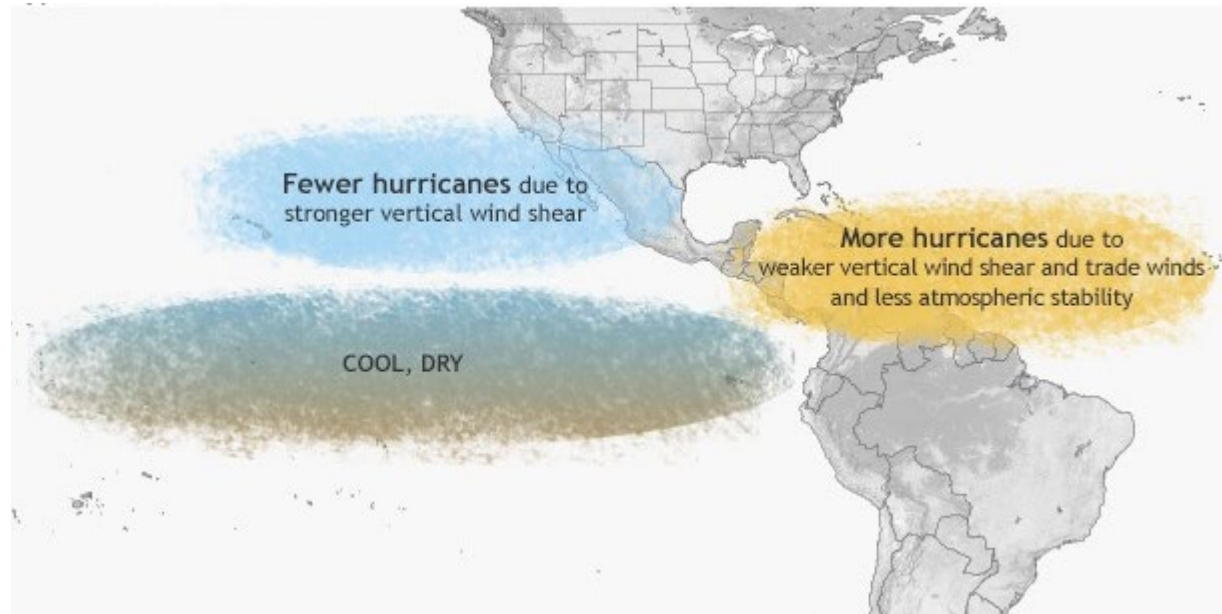 Fewer hurricanes due to
stronger vertical wind shear
More hurricanes due to
weaker vertical wind shear and trade winds
and less atmospheric stability
COOL, DRY